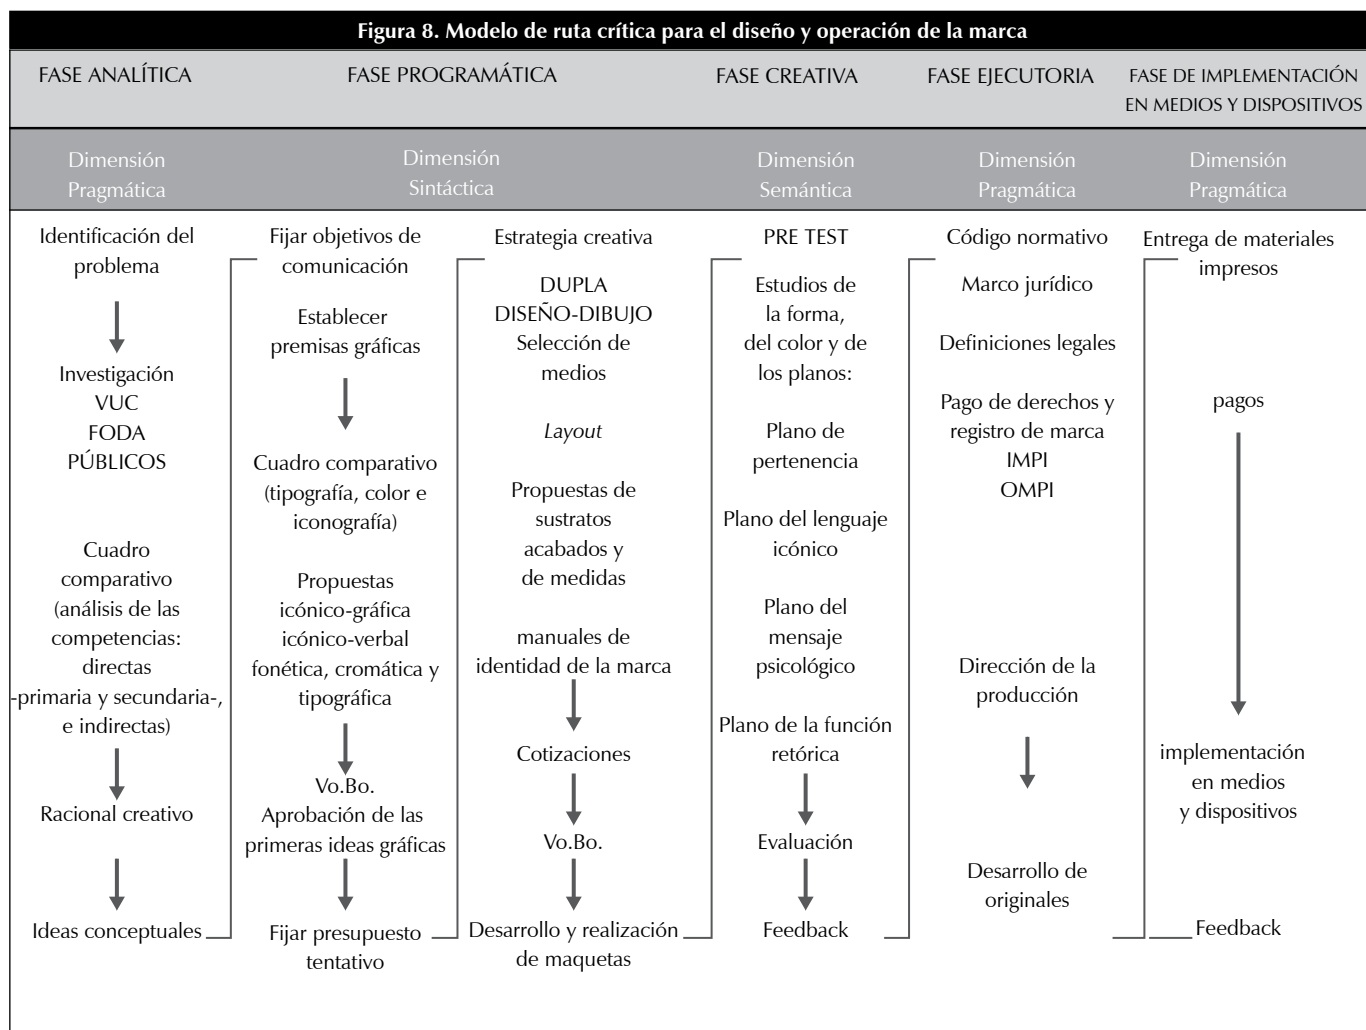 Figura 8. Modelo de ruta crítica para el diseño y operación de la marca
FASE ANALÍTICA
FASE PROGRAMÁTICA
FASE CREATIVA
FASE EJECUTORIA
FASE DE IMPLEMENTACIÓN
EN MEDIOS Y DISPOSITIVOS
Dimensión
Pragmática
Dimensión
Sintáctica
Dimensión
Semántica
Dimensión
Pragmática
Dimensión
Pragmática
Identificación del
problema
Investigación
VUC
FODA
PÚBLICOS
Cuadro
comparativo
(análisis de las
competencias:
directas
-primaria y secundaria-,
e indirectas)
Racional creativo
Ideas conceptuales
Fijar objetivos de
comunicación
Establecer
premisas gráficas
Cuadro comparativo
(tipografía, color e
iconografía)
Propuestas
icónico-gráfica
icónico-verbal
fonética, cromática y
tipográfica
Vo.Bo.
Aprobación de las
primeras ideas gráficas
Fijar presupuesto
tentativo
Estrategia creativa
DUPLA
DISEÑO-DIBUJO
Selección de
medios
Layout
Propuestas de
sustratos
acabados y
de medidas
manuales de
identidad de la marca
Cotizaciones
Vo.Bo.
Desarrollo y realización
de maquetas
PRE TEST
Estudios de
la forma,
del color y de
los planos:
Plano de
pertenencia
Plano del lenguaje
icónico
Plano del
mensaje
psicológico
Plano de la función
retórica
Evaluación
Feedback
Código normativo
Marco jurídico
Definiciones legales
Pago de derechos y
registro de marca
IMPI
OMPI
Dirección de la
producción
Desarrollo de
originales
Entrega de materiales
impresos
pagos
implementación
en medios
y dispositivos
Feedback